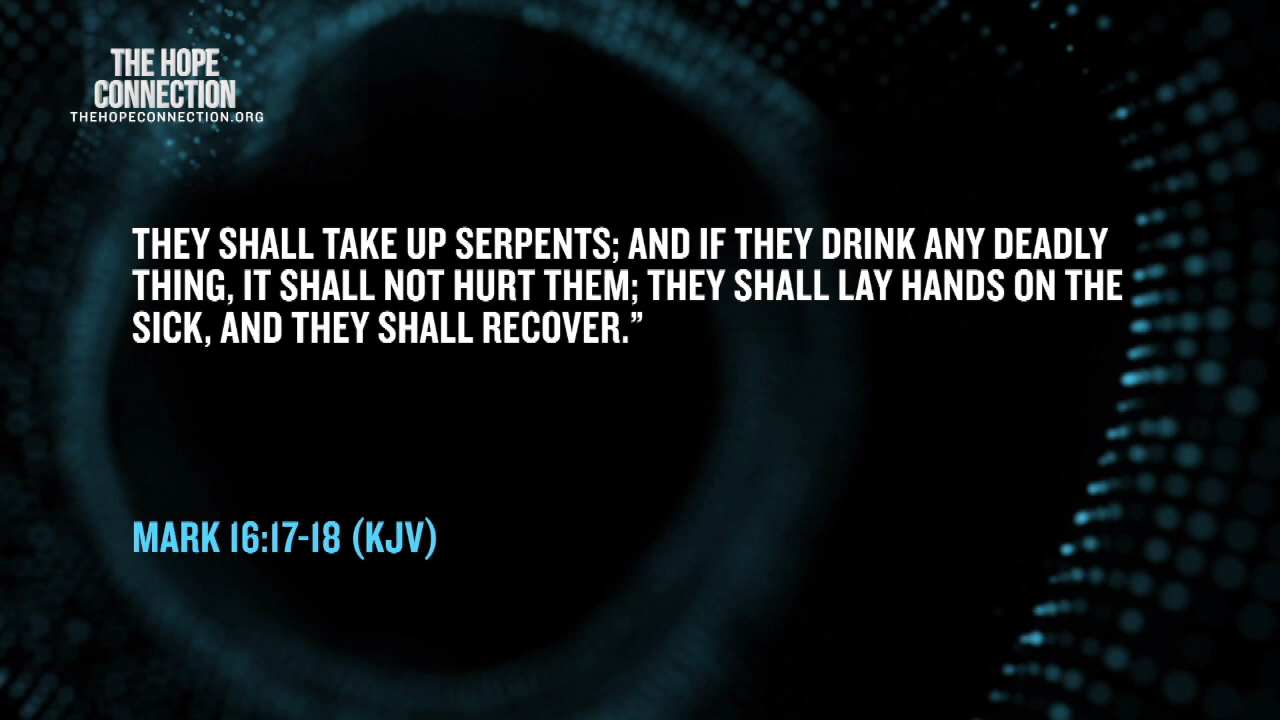 THE HOPE
CONNECTION
THEHOPECONNECTION.ORG
THEY SHALL TAKE UP SERPENTS; AND IF THEY DRINK ANY DEADLY
THING, IT SHALL NOT HURT THEM; THEY SHALL LAY HANDS ON THE
SICK, AND THEY SHALL RECOVER.”
MARK 16:17-18 (KJV)